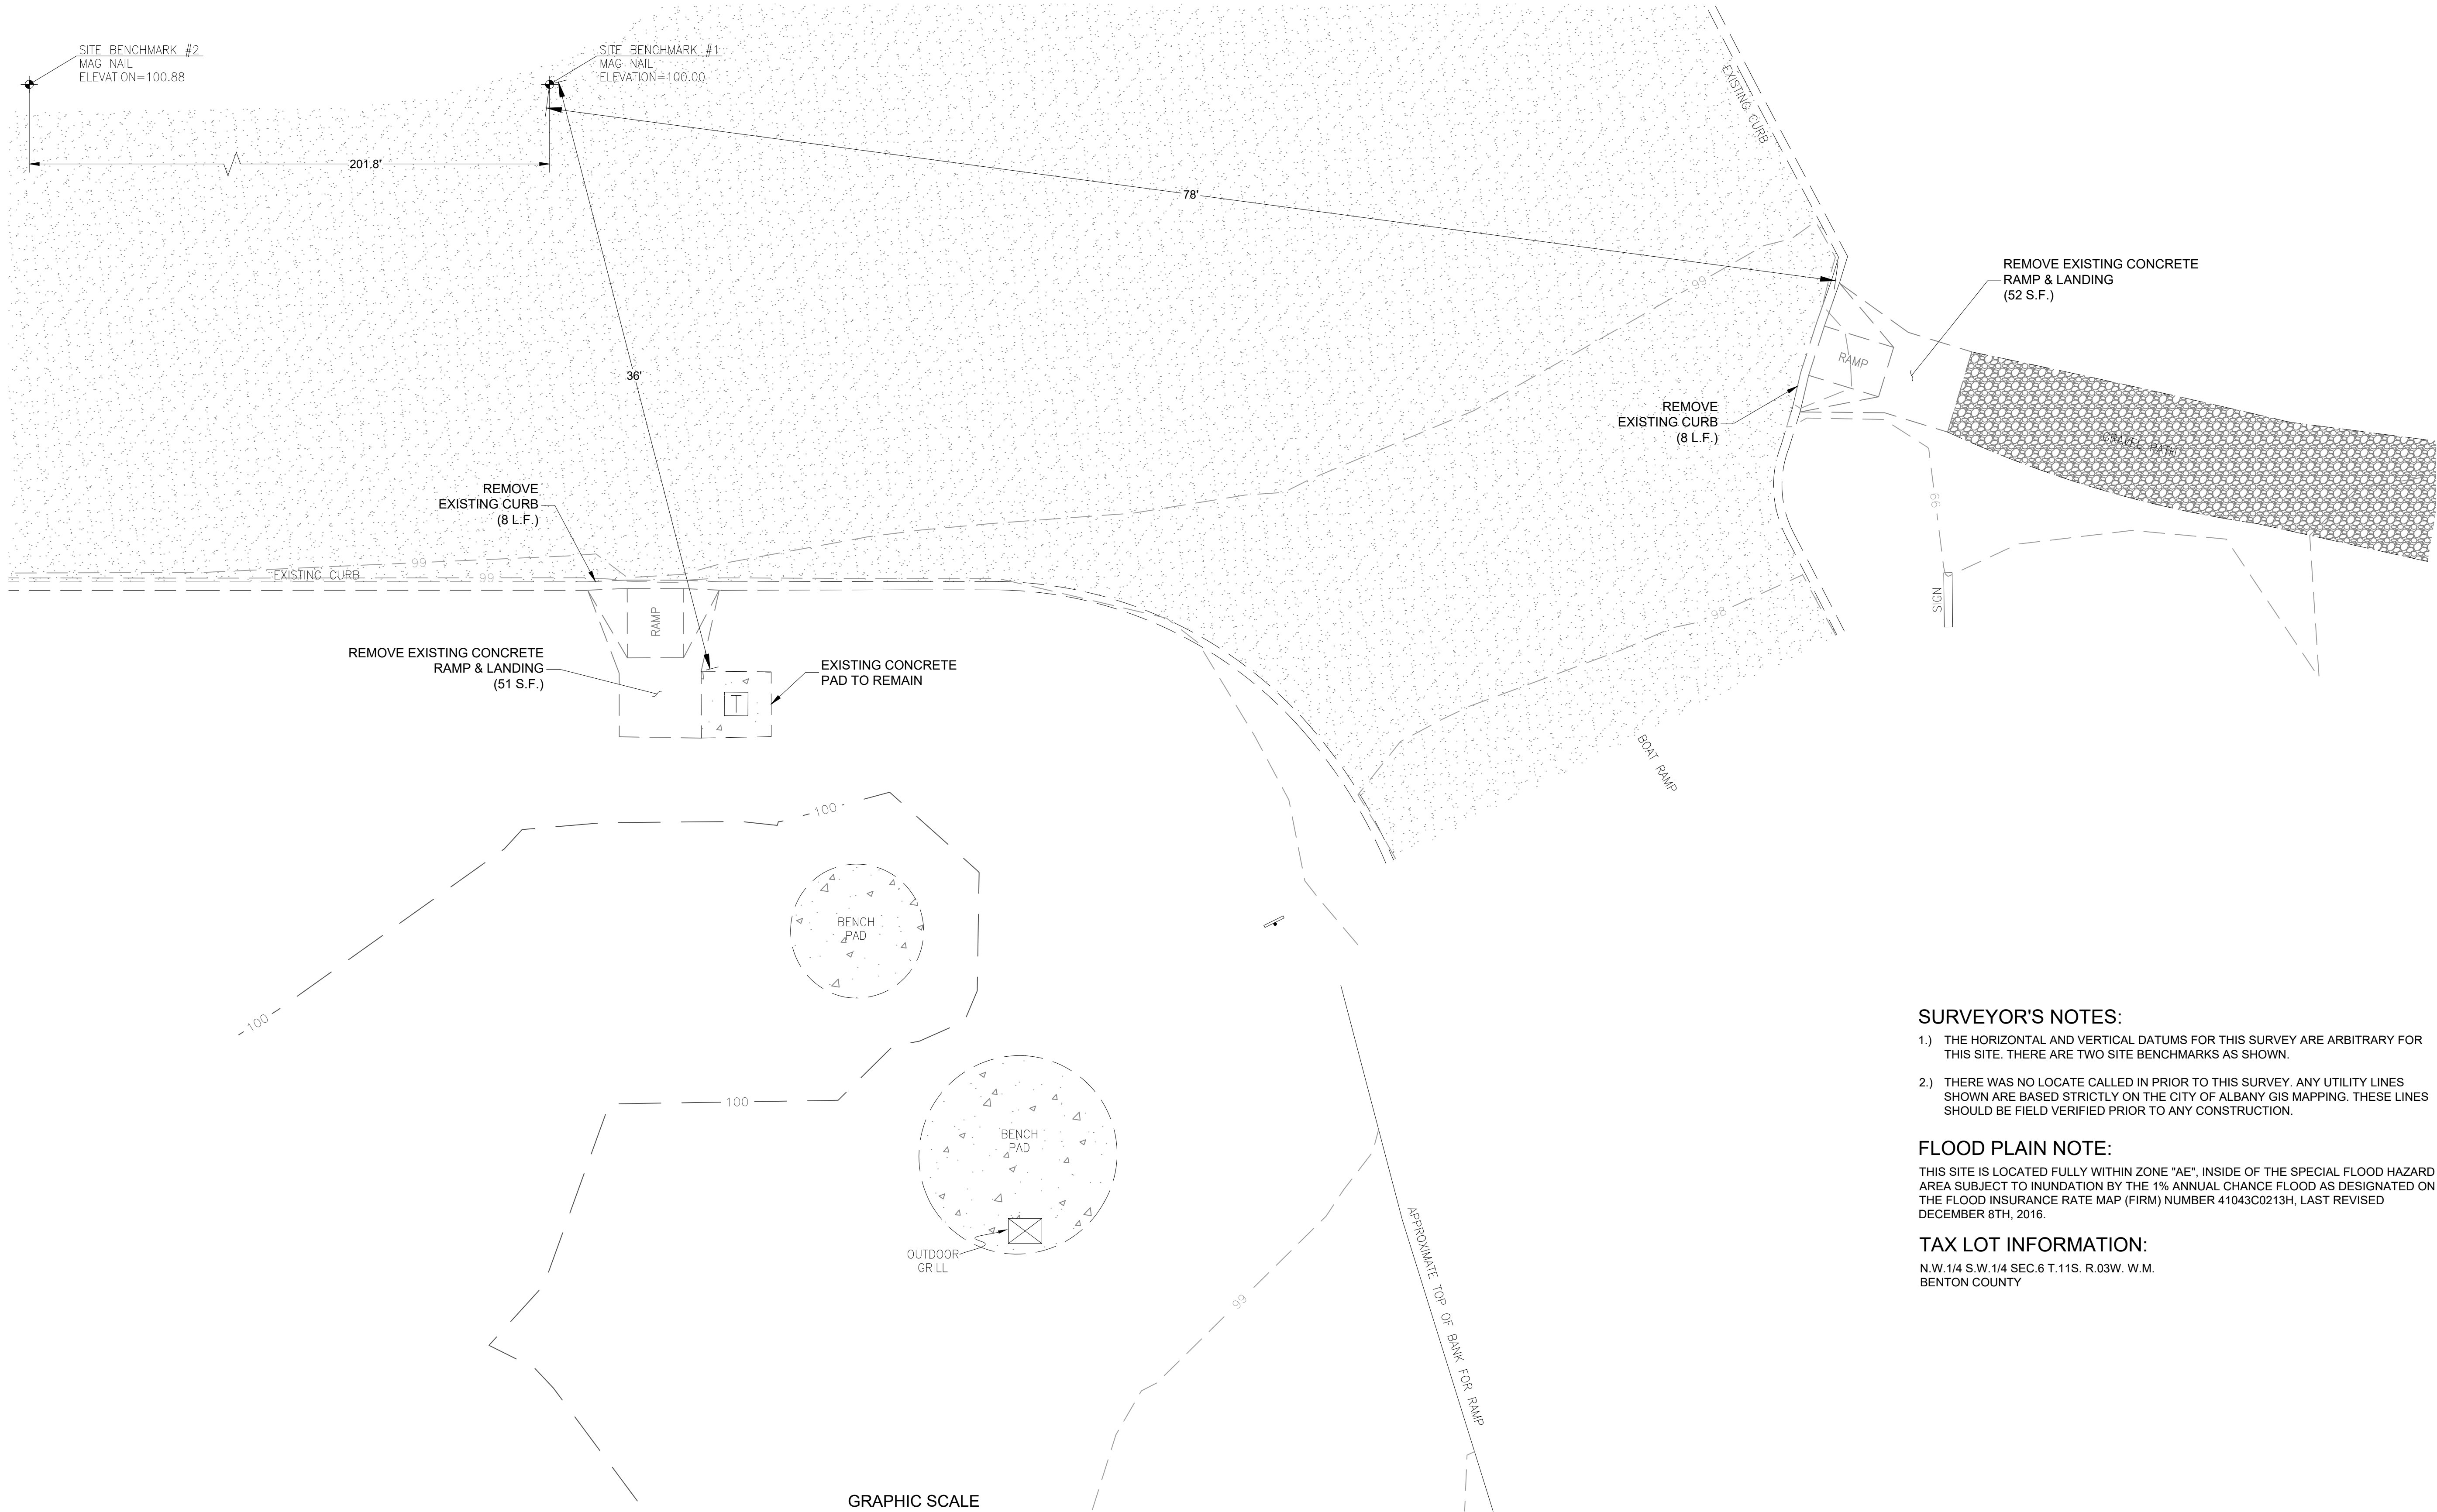 SITE BENCHMARK #2
MAG NAIL
ELEVATION=100.88
SITE BENCHMARK #1
MAG NAIL
ELEVATION=100.00
EXISTING CURB
201.8'
78'
99
REMOVE EXISTING CONCRETE
RAMP & LANDING
(52 S.F.)
RAMP
36'
REMOVE
EXISTING CURB
(8 L.F.)
GRAVEL PATH
REMOVE
EXISTING CURB
(8 L.F.)
99
99
EXISTING CURB
99
SIGN
98
RAMP
REMOVE EXISTING CONCRETE
RAMP & LANDING
(51 S.F.)
T
EXISTING CONCRETE
PAD TO REMAIN
BOAT RAMP
100
BENCH
PAD
100
100
BENCH
PAD
OUTDOOR
GRILL
99
APPROXIMATE TOP OF BANK FOR RAMP
GRAPHIC SCALE
SURVEYOR'S NOTES:
1.) THE HORIZONTAL AND VERTICAL DATUMS FOR THIS SURVEY ARE ARBITRARY FOR
THIS SITE. THERE ARE TWO SITE BENCHMARKS AS SHOWN.
2.) THERE WAS NO LOCATE CALLED IN PRIOR TO THIS SURVEY. ANY UTILITY LINES
SHOWN ARE BASED STRICTLY ON THE CITY OF ALBANY GIS MAPPING. THESE LINES
SHOULD BE FIELD VERIFIED PRIOR TO ANY CONSTRUCTION.
FLOOD PLAIN NOTE:
THIS SITE IS LOCATED FULLY WITHIN ZONE "AE", INSIDE OF THE SPECIAL FLOOD HAZARD
AREA SUBJECT TO INUNDATION BY THE 1% ANNUAL CHANCE FLOOD AS DESIGNATED ON
THE FLOOD INSURANCE RATE MAP (FIRM) NUMBER 41043C0213H, LAST REVISED
DECEMBER 8TH, 2016.
TAX LOT INFORMATION:
N.W.1/4 S.W.1/4 SEC.6 T.11S. R.03W. W.M.
BENTON COUNTY